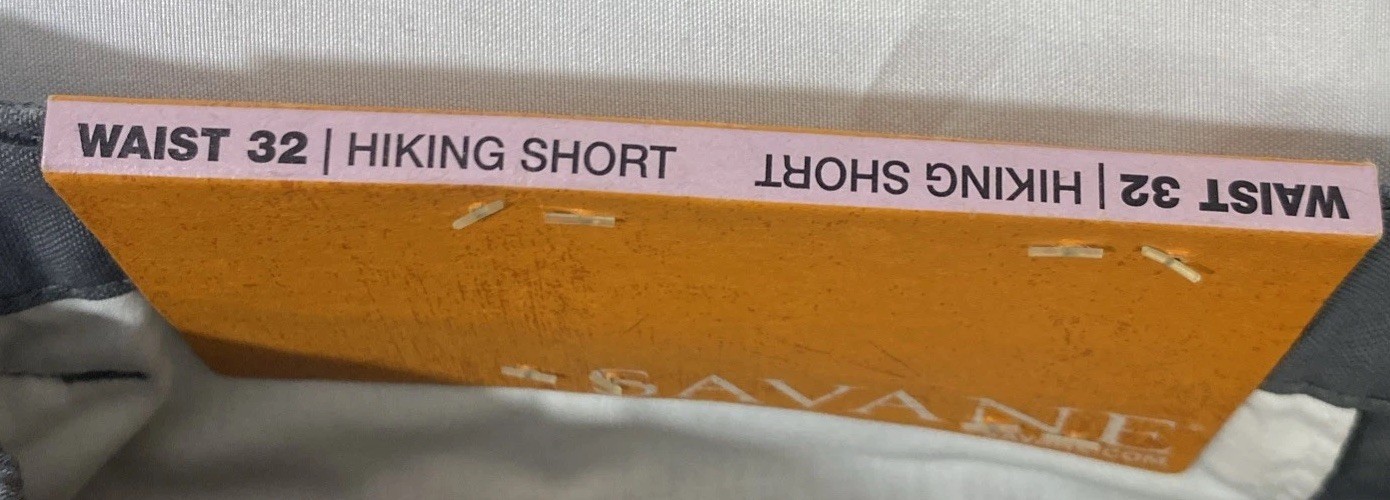 WAIST 32 | HIKING SHORT
WAIST 32 | HIKING SHORT
SAVANE